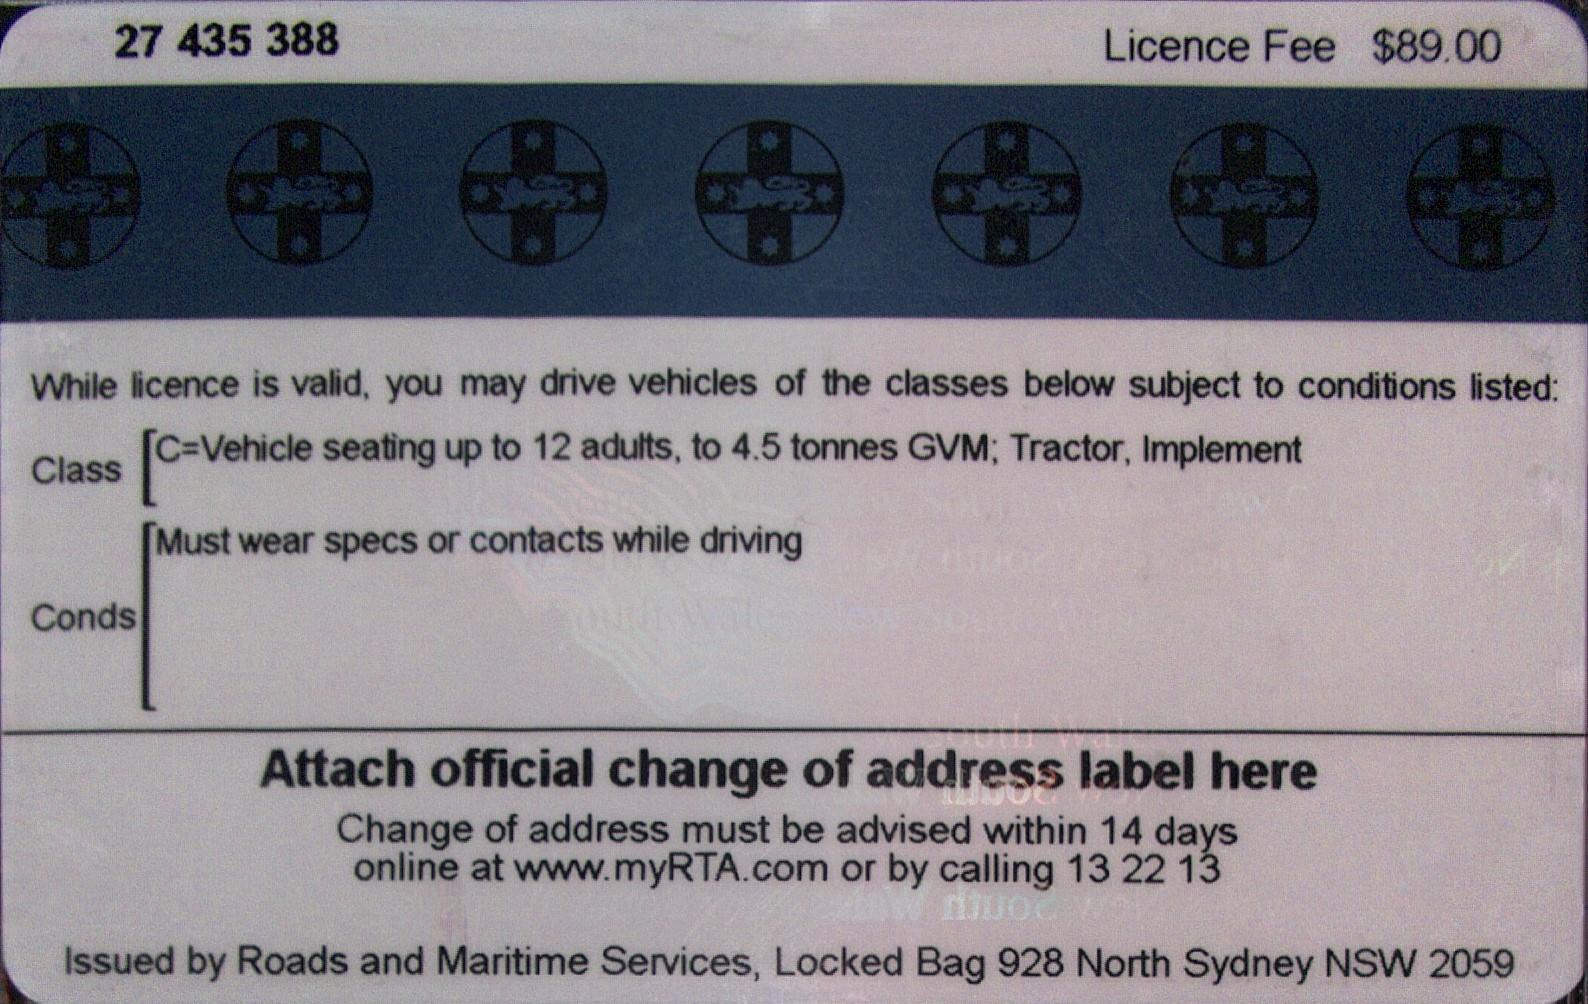 27 435 388 Licence Fee $89.00
While licence is valid, you may drive vehicles of the classes below subject to conditions listed:
Class C=Vehicle seating up to 12 adults, to 4.5 tonnes GVM; Tractor, Implement
Must wear specs or contacts while driving
Conds
Attach official change of address label here
Change of address must be advised within 14 days
online at www.myRTA.com or by calling 13 22 13
Issued by Roads and Maritime Services, Locked Bag 928 North Sydney NSW 2059